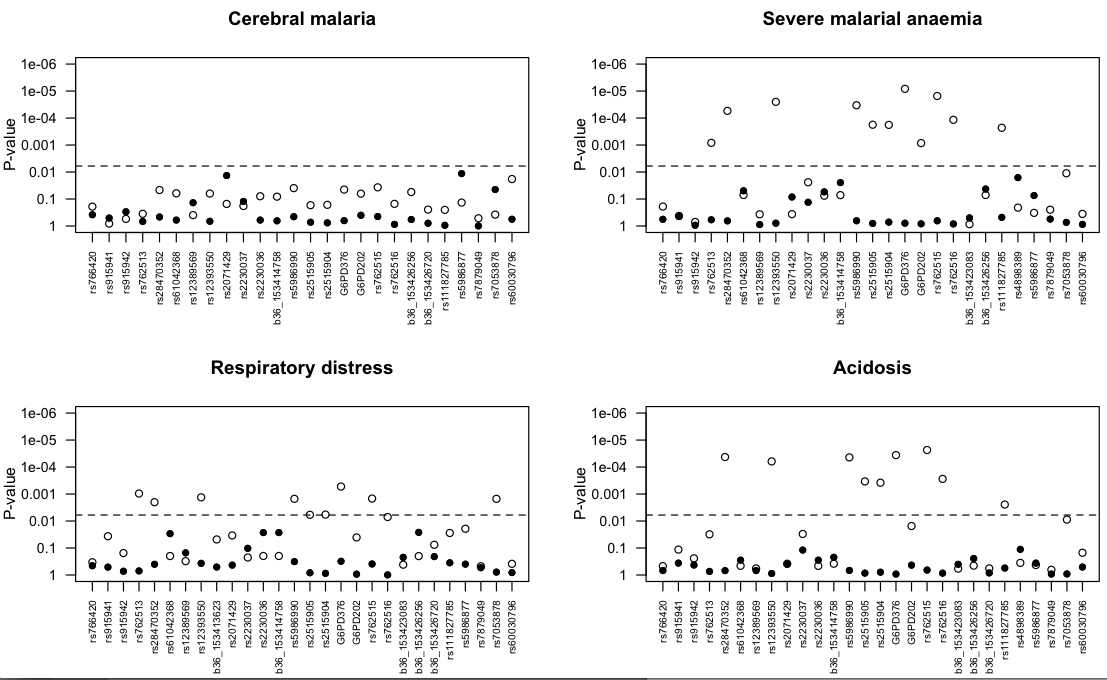 Cerebral malaria
P-value
1e-06
1e-05
1e-04
0.001
0.01
0.1
1
rs766420
rs915941
rs915942
rs762513
rs28470352
rs61042368
rs12389569
rs12393550
rs2071429
rs2230037
rs2230036
b36_153414758
rs5986990
rs2515905
rs2515904
G6PD376
G6PD202
rs762515
rs762516
b36_153426256
b36_153426720
rs11182785
rs5986877
rs7879049
rs7053878
rs60030796
Severe malarial anaemia
P-value
1e-06
1e-05
1e-04
0.001
0.01
0.1
1
rs766420
rs915941
rs915942
rs762513
rs28470352
rs61042368
rs12389569
rs12393550
rs2071429
rs2230037
rs2230036
b36_153414758
rs5986990
rs2515905
rs2515904
G6PD376
G6PD202
rs762515
rs762516
b36_153423083
b36_153426256
rs11182785
rs4898389
rs5986877
rs7879049
rs7053878
rs60030796
Respiratory distress
P-value
1e-06
1e-05
1e-04
0.001
0.01
0.1
1
rs766420
rs915941
rs915942
rs762513
rs28470352
rs61042368
rs12389569
rs12393550
b36_153413623
rs2071429
rs2230037
rs2230036
b36_153414758
rs5986990
rs2515905
rs2515904
G6PD376
G6PD202
rs762515
rs762516
b36_153423083
b36_153426256
b36_153426720
rs11182785
rs5986877
rs7879049
rs7053878
rs60030796
Acidosis
P-value
1e-06
1e-05
1e-04
0.001
0.01
0.1
1
rs766420
rs915941
rs915942
rs762513
rs28470352
rs61042368
rs12389569
rs12393550
rs2071429
rs2230037
rs2230036
b36_153414758
rs5986990
rs2515905
rs2515904
G6PD376
G6PD202
rs762515
rs762516
b36_153423083
b36_153426256
b36_153426720
rs11182785
rs4898389
rs5986877
rs7879049
rs7053878
rs60030796